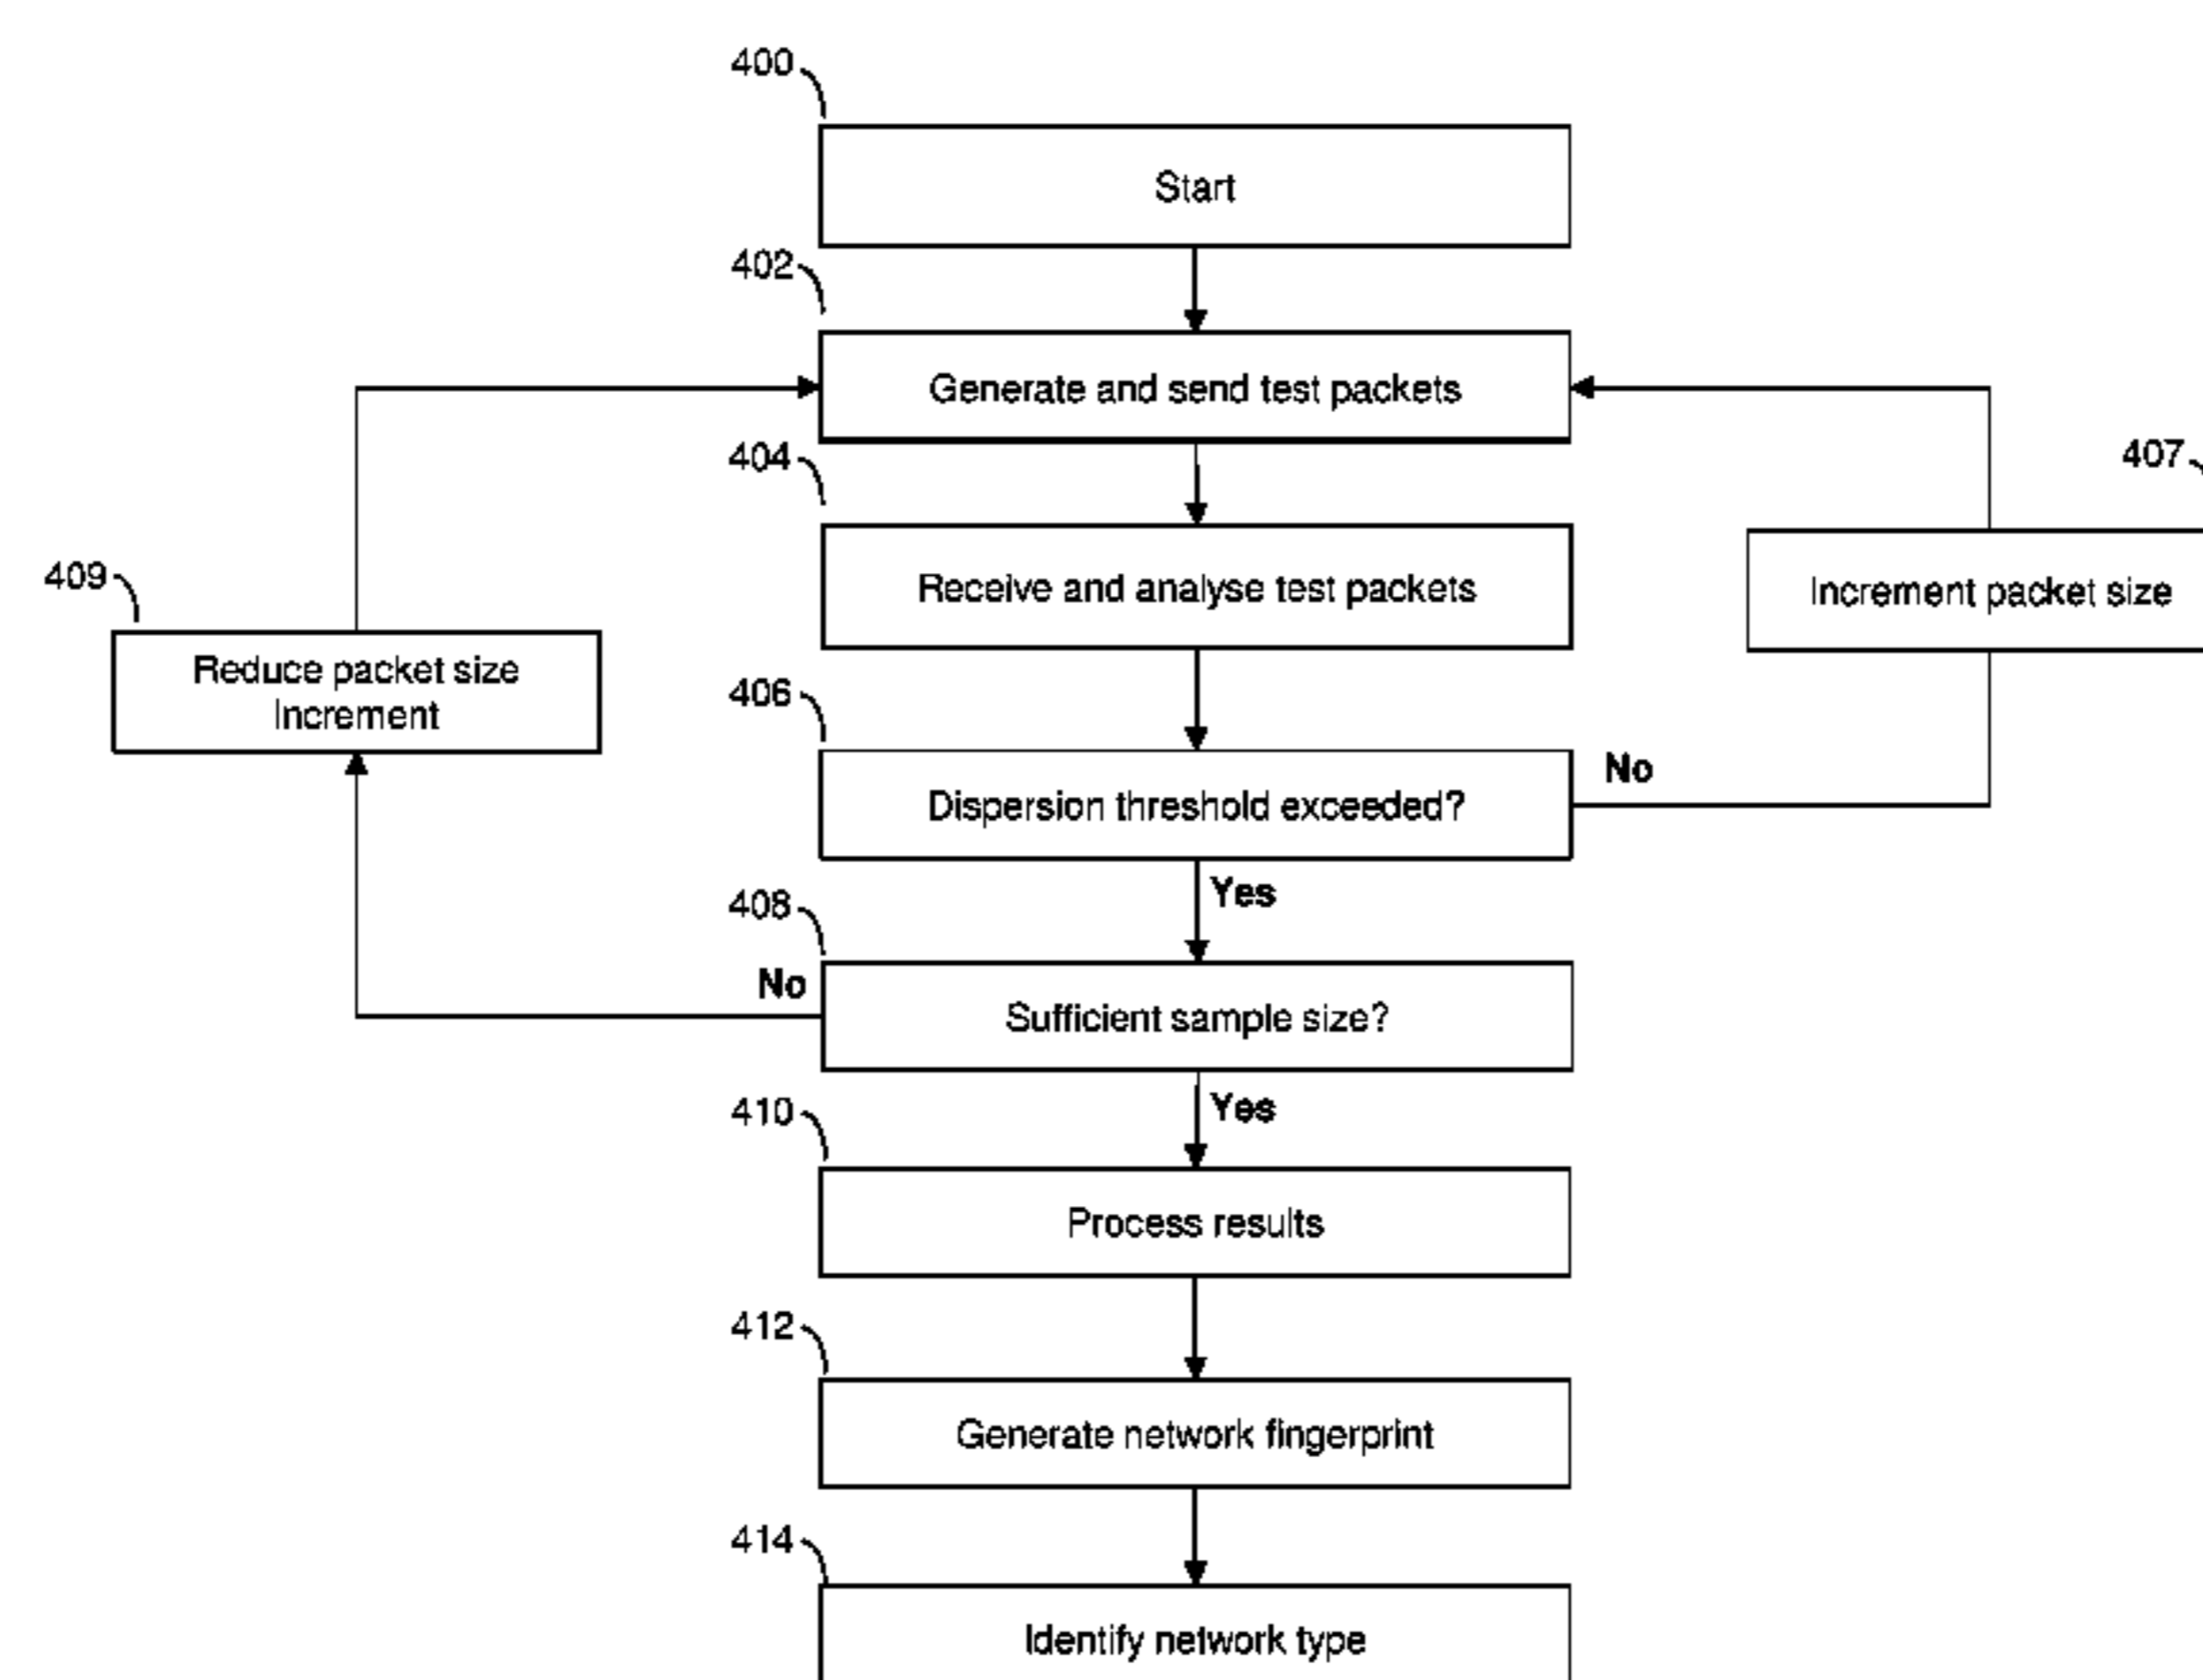 400
Start
402
Generate and send test packets
404
407
Receive and analyse test packets
Increment packet size
409
Reduce packet size
Increment
406
Dispersion threshold exceeded?
No
Yes
408
No
Sufficient sample size?
Yes
410
Process results
412
Generate network fingerprint
414
Identify network type